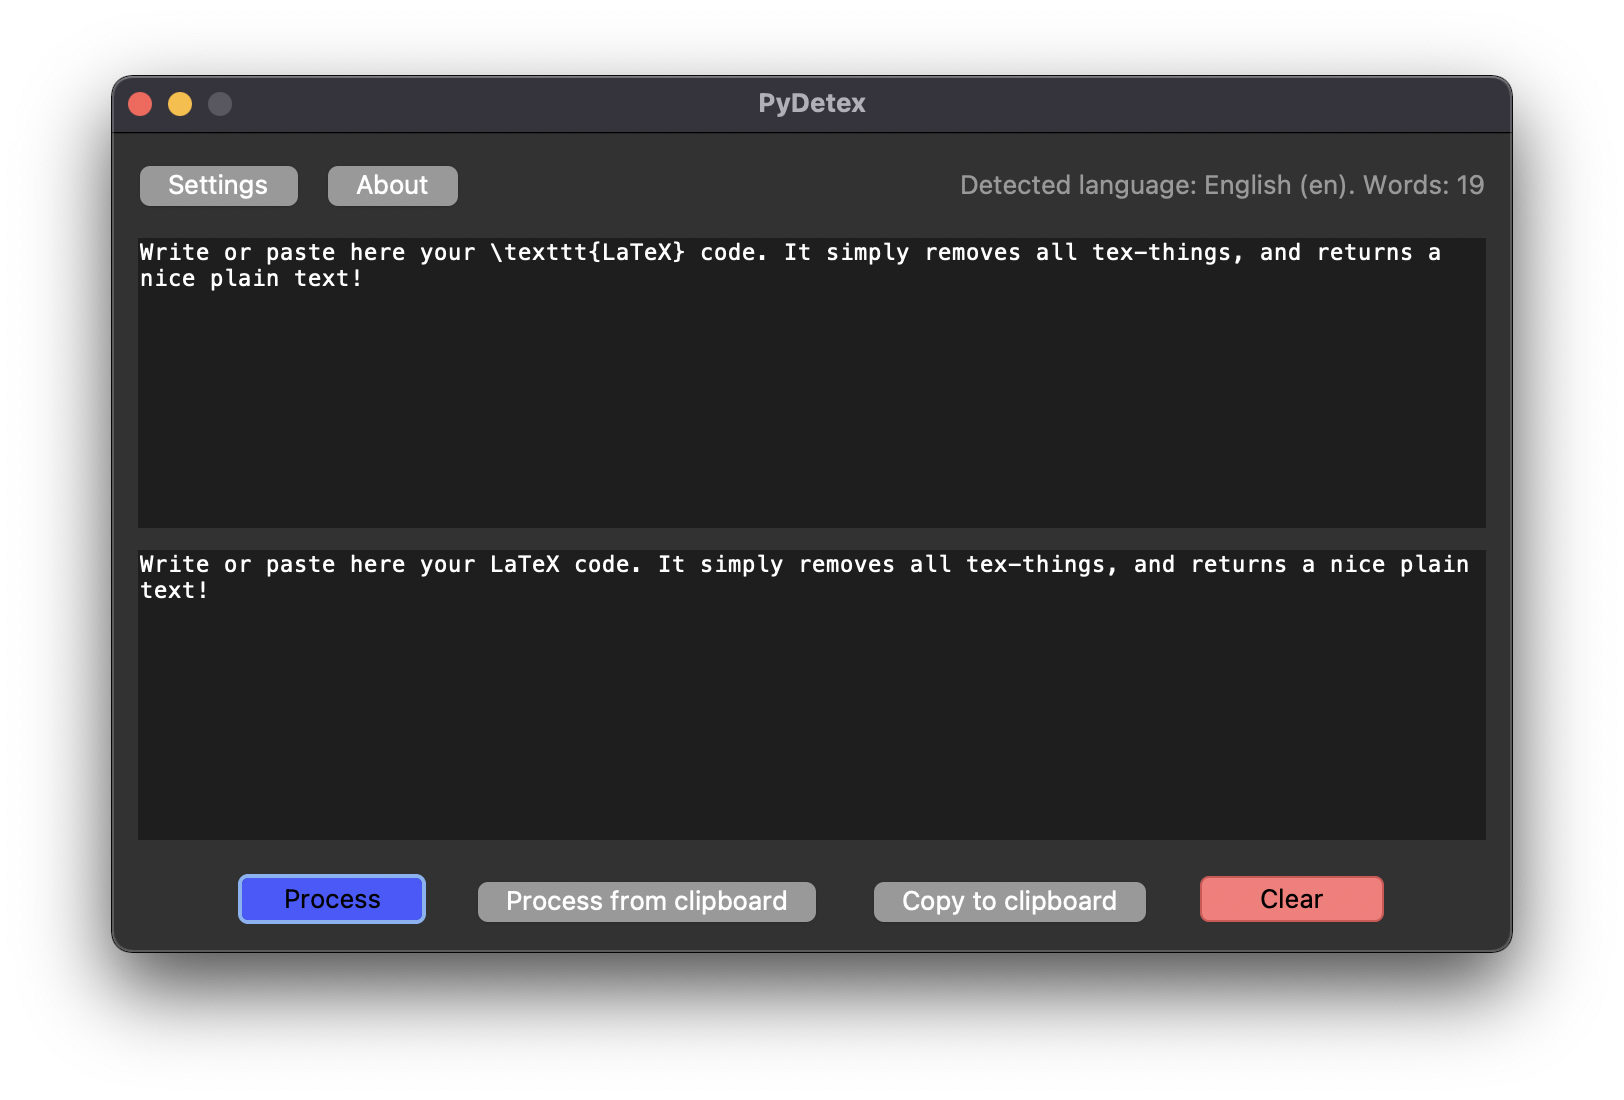 PyDetex
Settings About Detected language: English (en). Words: 19
Write or paste here your \texttt{LaTeX} code. It simply removes all tex-things, and returns a
nice plain text!
Write or paste here your LaTeX code. It simply removes all tex-things, and returns a nice plain
text!
Process Process from clipboard Copy to clipboard Clear